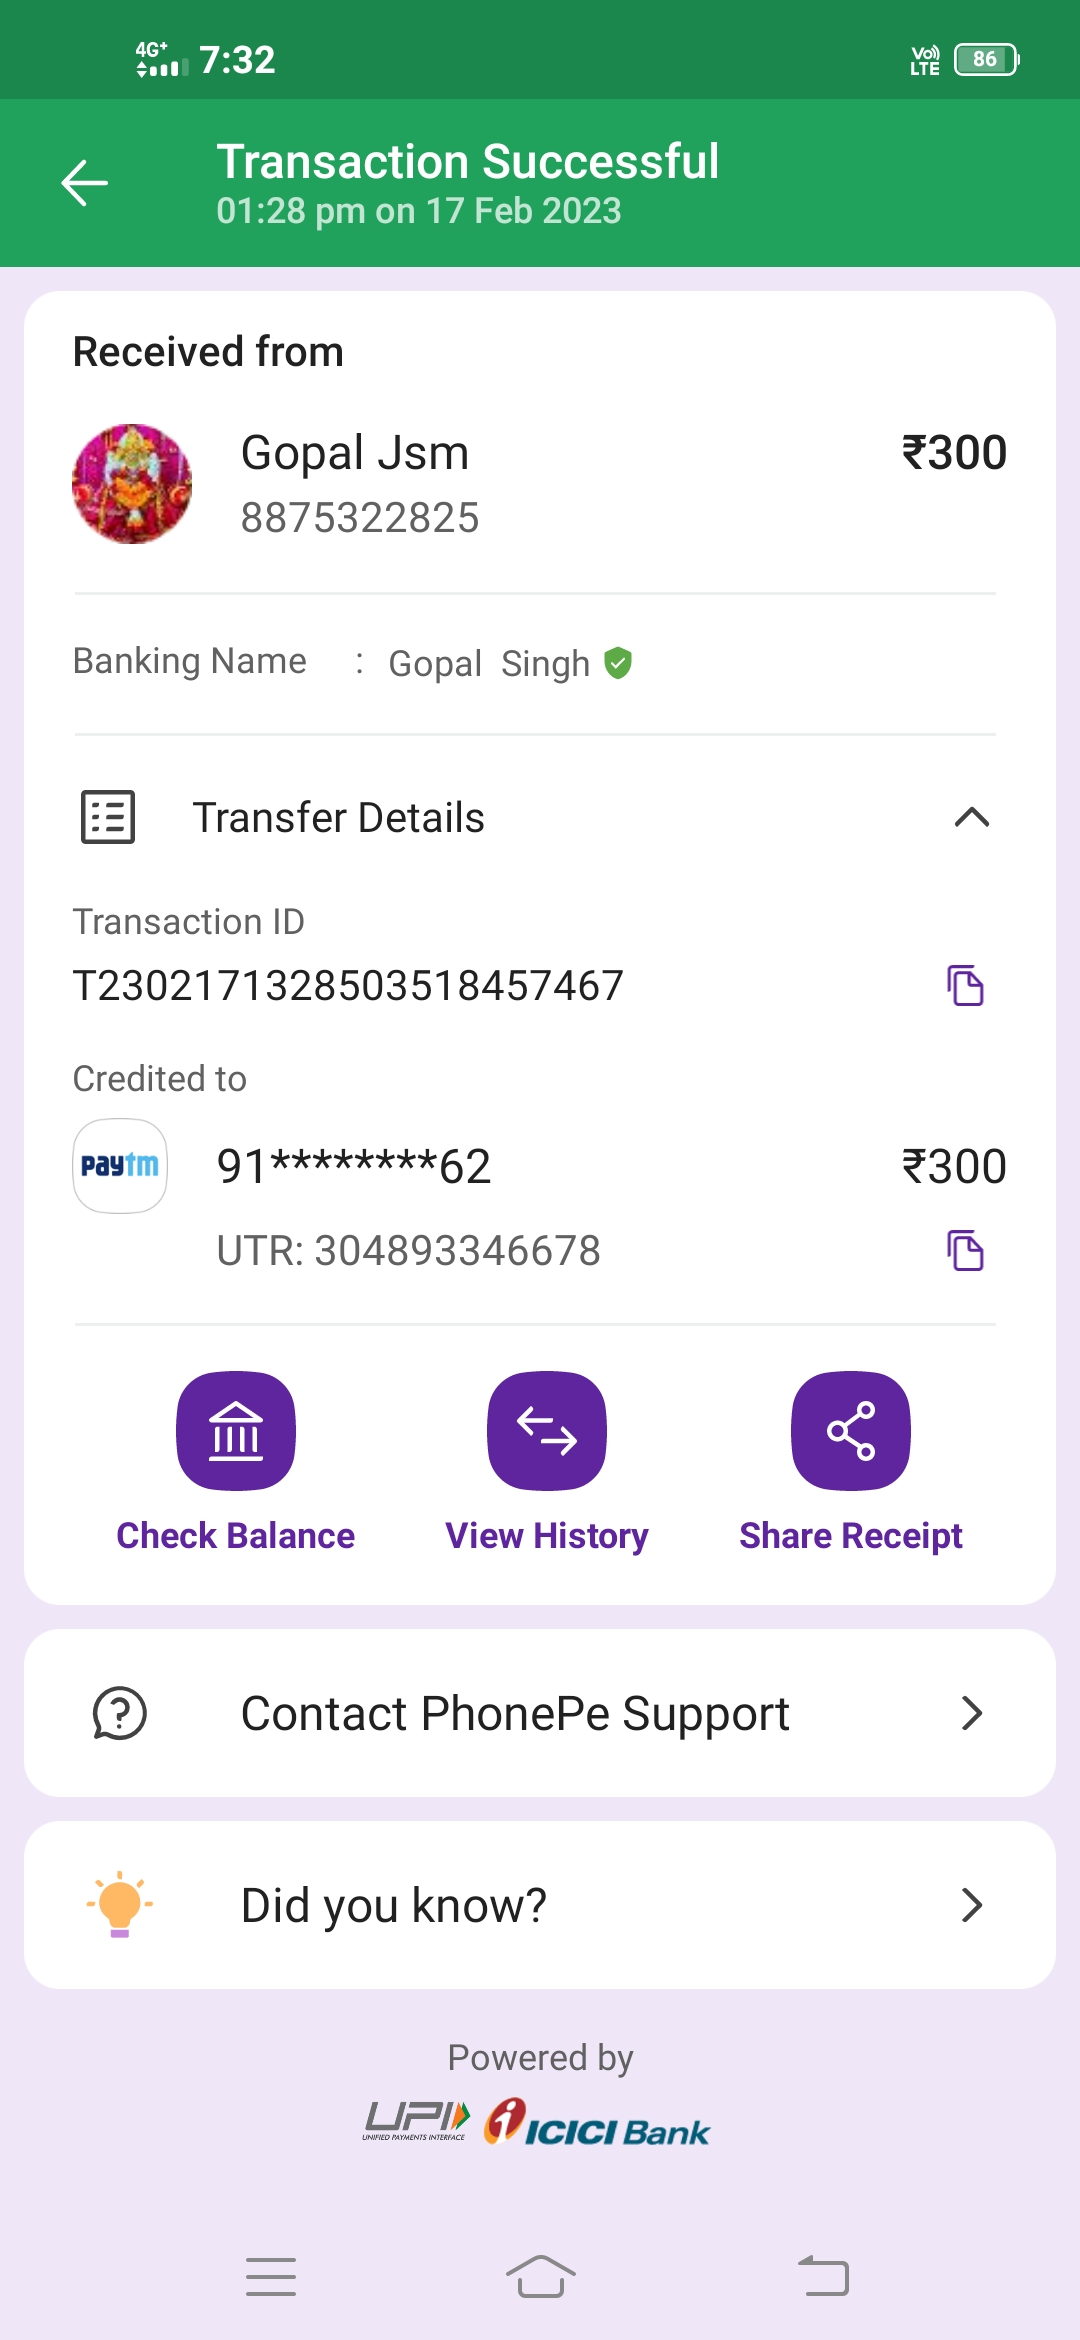 4G+ 7:32 Vo) LTE 86
Transaction Successful
01:28 pm on 17 Feb 2023
Received from
Gopal Jsm ₹300
8875322825
Banking Name : Gopal Singh
Transfer Details
Transaction ID
T2302171328503518457467
Credited to
paytm 91********62 ₹300
UTR: 304893346678
Check Balance View History Share Receipt
Contact PhonePe Support
Did you know?
Powered by
UPI ICICI Bank
UNIFIED PAYMENTS INTERFACE